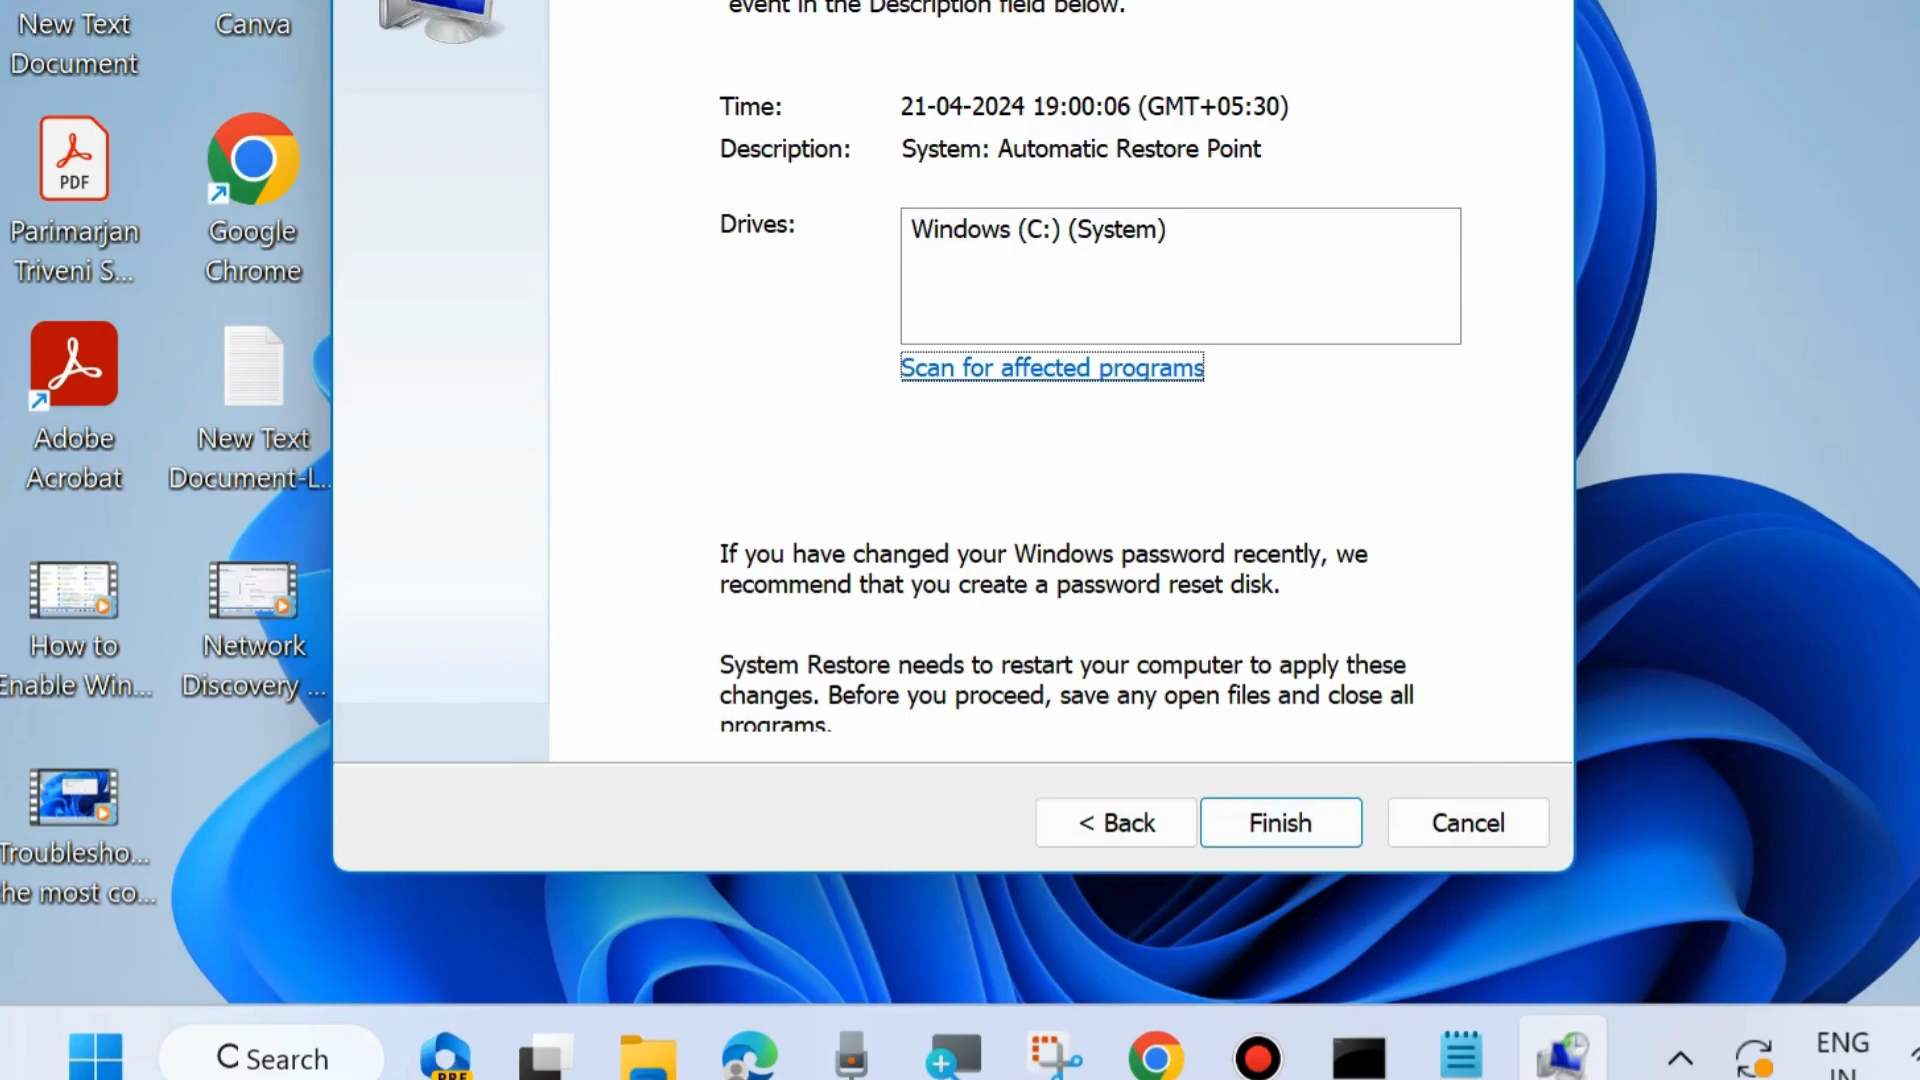 New Text
Document
Canva
PDF
Parimarjan
Triveni S...
Google
Chrome
Adobe
Acrobat
New Text
Document-L...
How to
Enable Win...
Network
Discovery ...
Troublesho...
he most co...
event in the Description field below.
Time: 21-04-2024 19:00:06 (GMT+05:30)
Description: System: Automatic Restore Point
Drives: Windows (C:) (System)
Scan for affected programs
If you have changed your Windows password recently, we
recommend that you create a password reset disk.
System Restore needs to restart your computer to apply these
changes. Before you proceed, save any open files and close all
programs.
< Back
Finish
Cancel
Search
PRE
ENG
IN